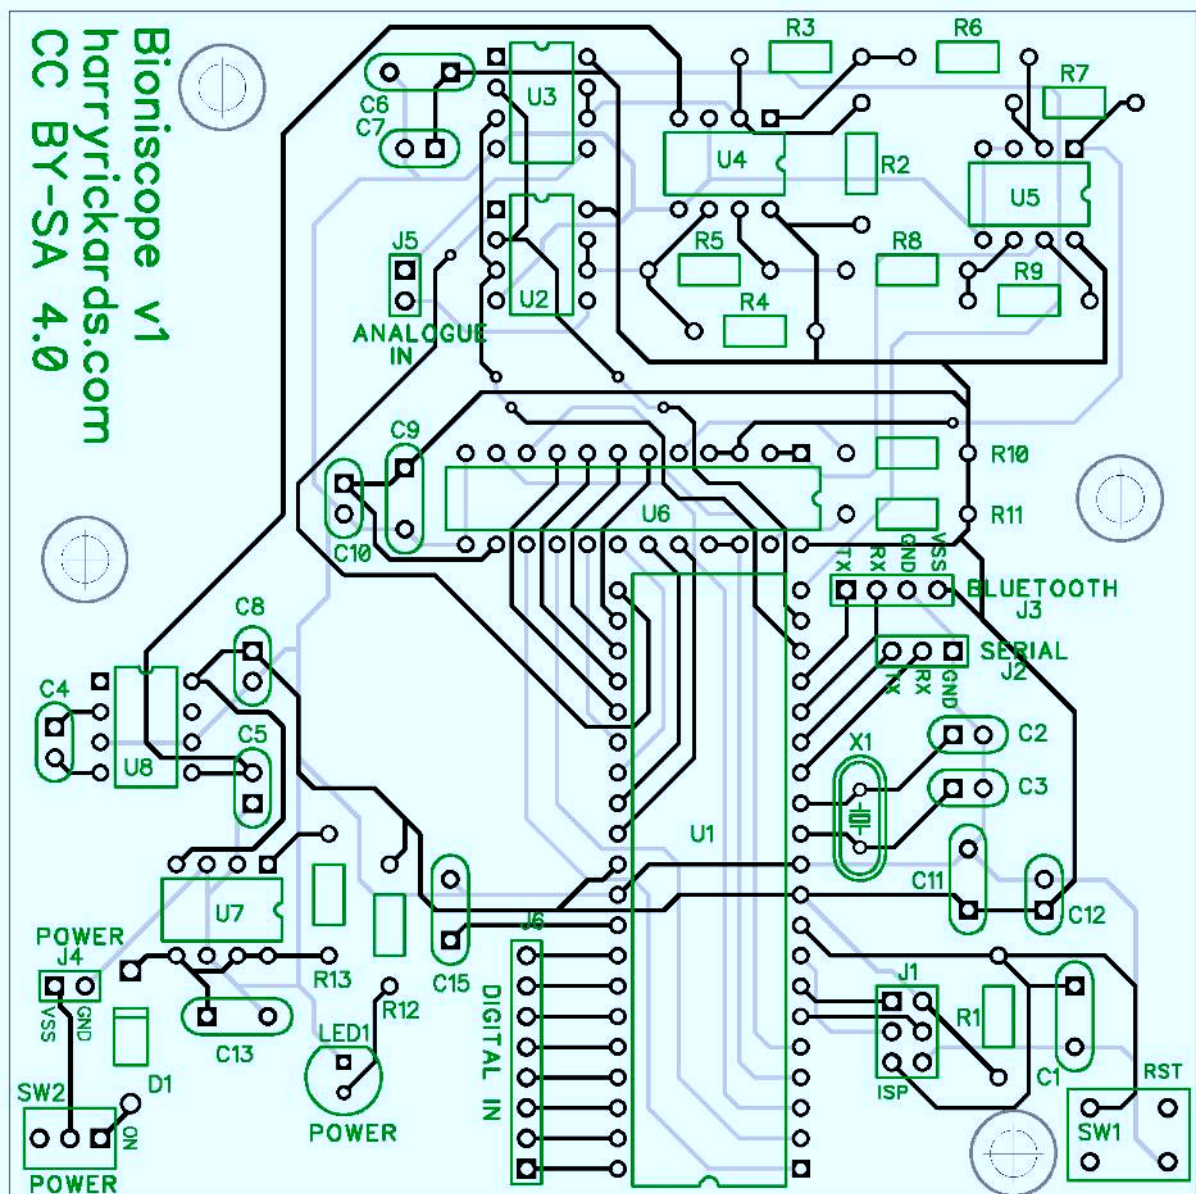 Bioniscope v1
harryrickards.com
CC BY-SA 4.0
R3
R6
C6
U3
R7
C7
U4
R2
U5
J5
R5
R8
U2
R4
R9
ANALOGUE
IN
C9
R10
U6
R11
C10
TX
RX
GND
VSS
BLUETOOTH
J3
C8
SERIAL
J2
TX
RX
GND
C4
C5
X1
C2
U8
C3
U1
C11
U7
J6
C12
POWER
J4
R13
C15
J1
VSS
GND
DIGITAL IN
R12
LED1
R1
C13
C1
RST
SW2
D1
ISP
ON
POWER
SW1
POWER